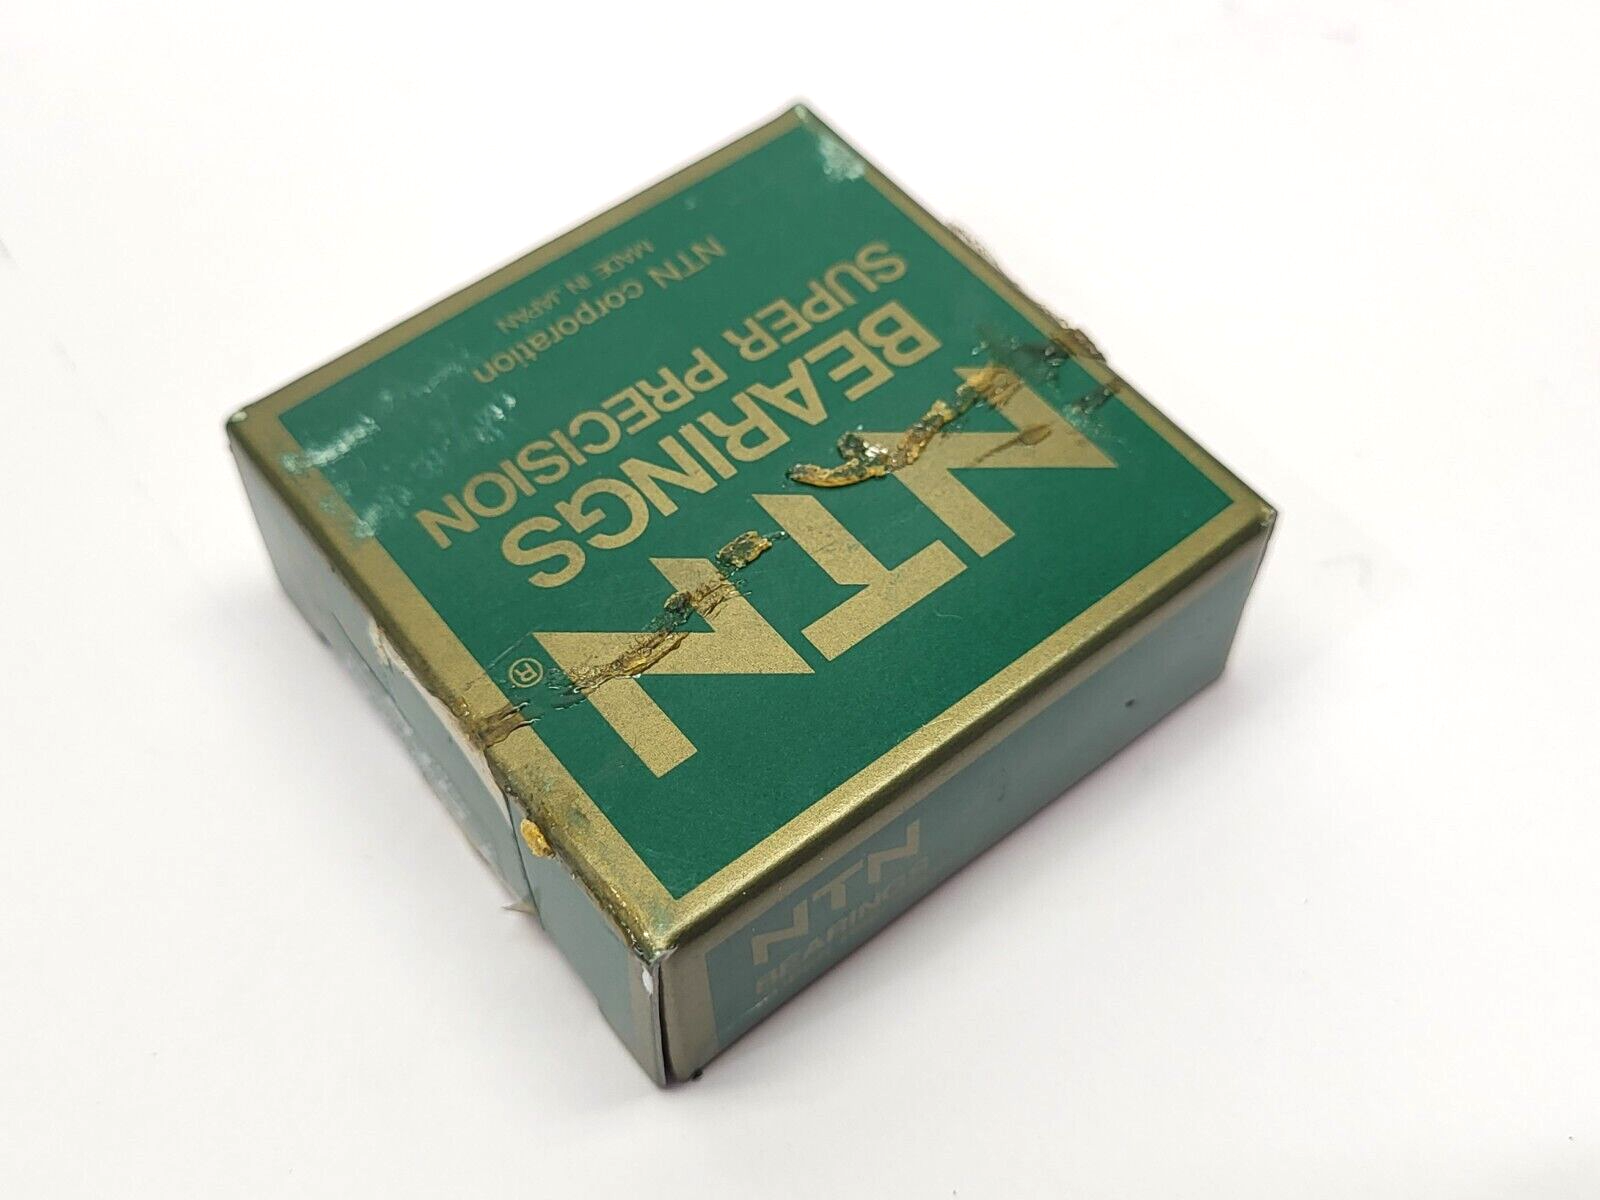 NTN®
BEARINGS
SUPER PRECISION
NTN corporation
MADE IN JAPAN
NTN
BEARINGS